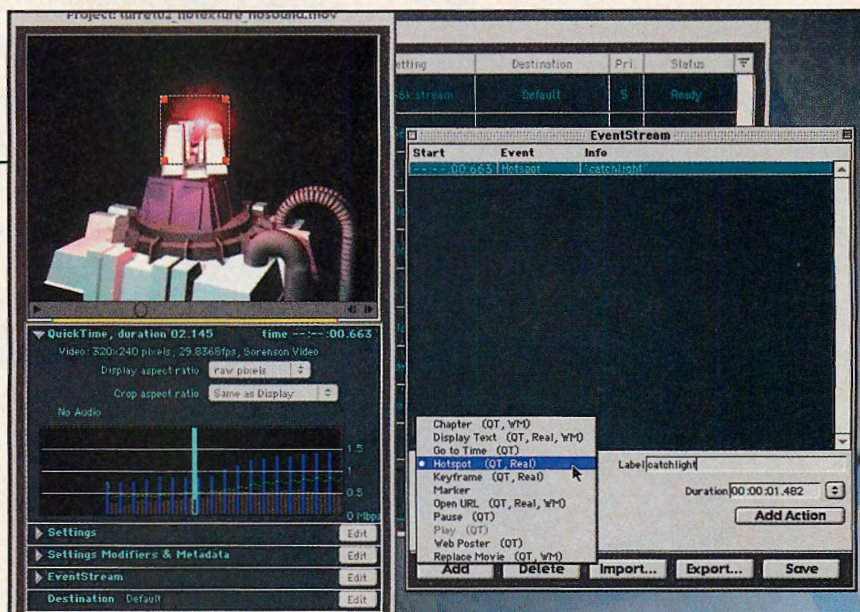 Project: turret02_notexture_nosound.mov
QuickTime, duration 02.145 time --:--:00.663
Video: 320x240 pixels, 29.8368fps, Sorenson Video
Display aspect ratio raw pixels
Crop aspect ratio Same as Display
No Audio
1.5
1
0.5
0 Mbps
Settings Edit
Settings Modifiers & Metadata Edit
EventStream Edit
Destination Default Edit
Destination Pri. Status
stream Default 5 Ready
EventStream
Start Event Info
--:--:00.663 Hotspot "catchlight"
Chapter (QT, WM)
Display Text (QT, Real, WM)
Go to Time (QT)
Hotspot (QT, Real)
Keyframe (QT, Real)
Marker
Open URL (QT, Real, WM)
Pause (QT)
Play (QT)
Web Poster (QT)
Replace Movie (QT, WM)
Label catchlight
Duration 00:00:01.482
Add Action
Add Delete Import... Export... Save